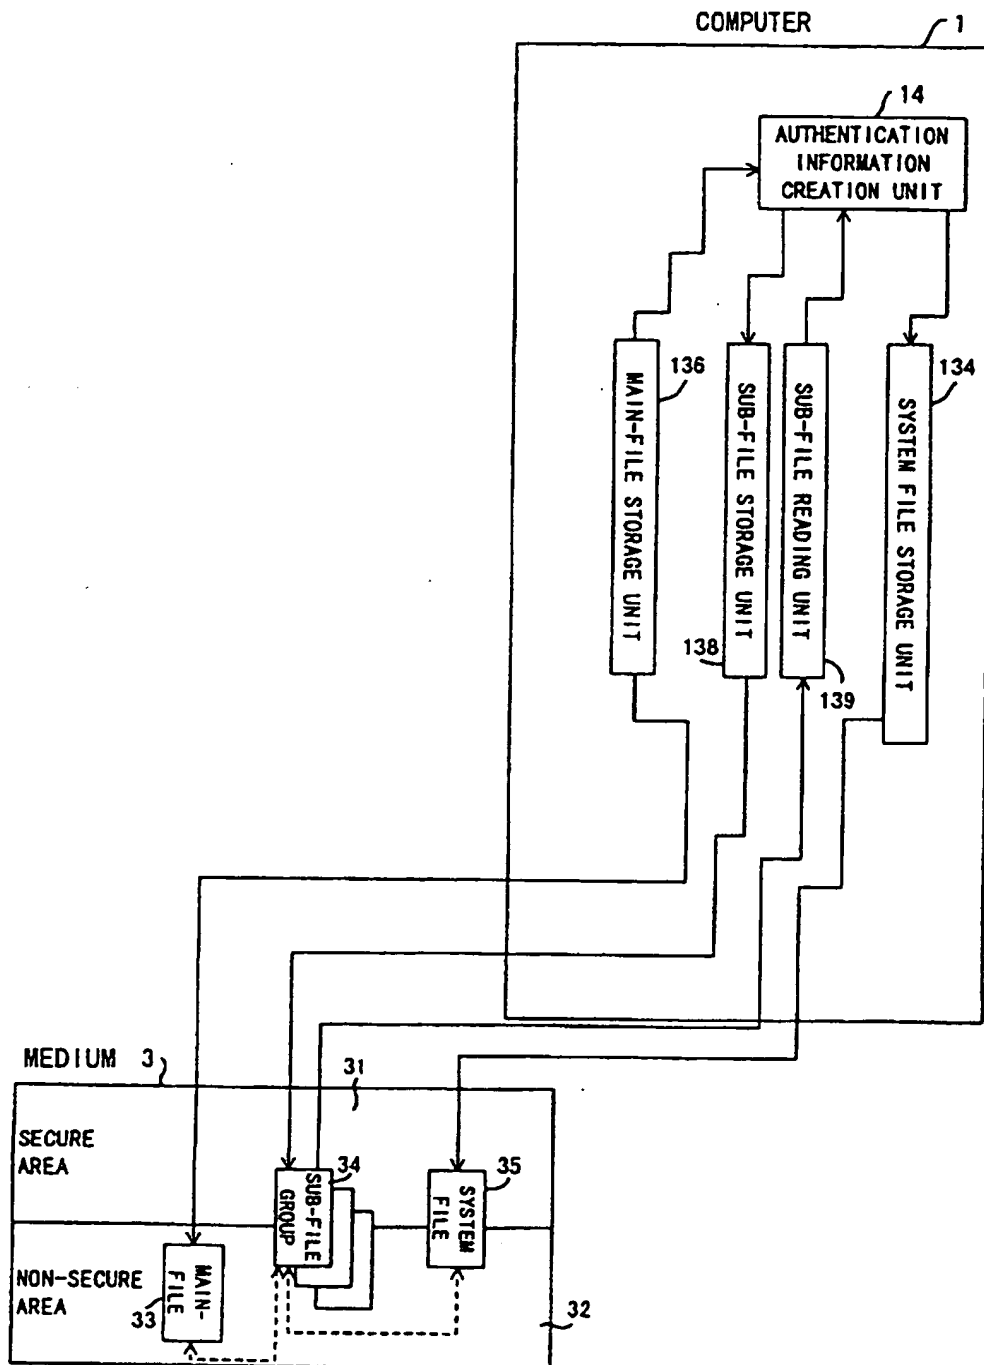 COMPUTER
1
14
AUTHENTICATION
INFORMATION
CREATION UNIT
136
MAIN-FILE STORAGE UNIT
138
SUB-FILE STORAGE UNIT
SUB-FILE READING UNIT
139
134
SYSTEM FILE STORAGE UNIT
MEDIUM 3
31
SECURE
AREA
34
SUB-FILE
GROUP
35
SYSTEM
FILE
NON-SECURE
AREA
MAIN-
FILE
33
32